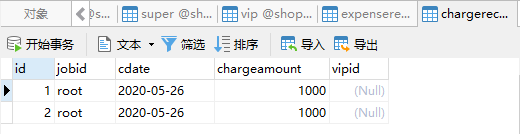 对象 @s... super @sh... vip @shop... expensere... chargerec...
开始事务 文本 筛选 排序 导入 导出
id jobid cdate chargeamount vipid
1 root 2020-05-26 1000 (Null)
2 root 2020-05-26 1000 (Null)